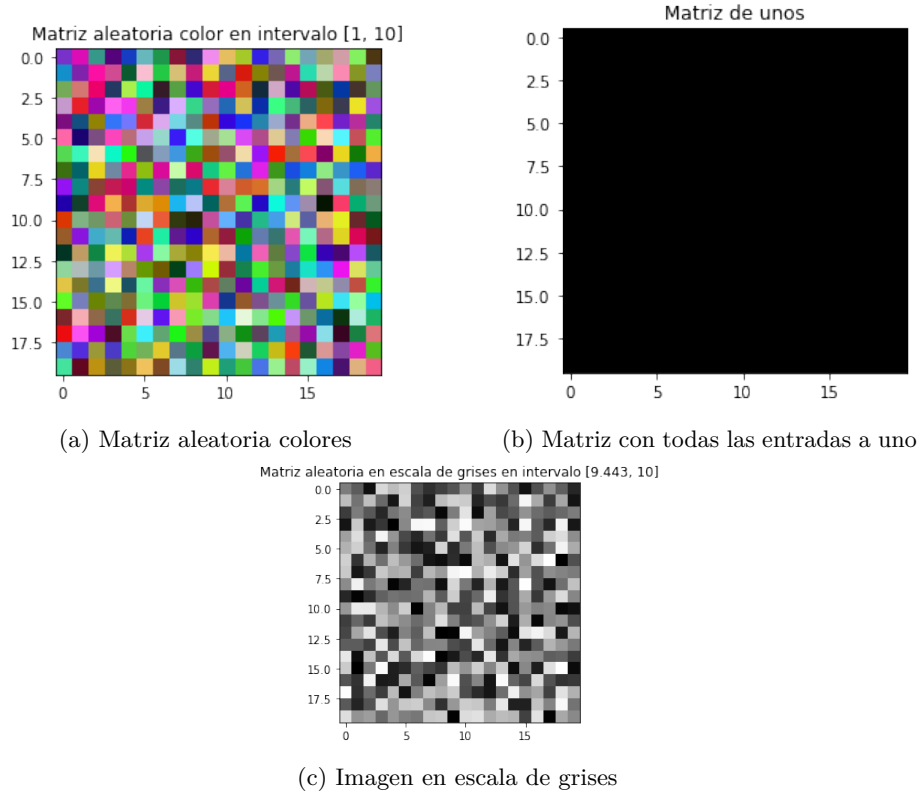 Matriz aleatoria color en intervalo [1, 10]
0.0
2.5
5.0
7.5
10.0
12.5
15.0
17.5
0 5 10 15
(a) Matriz aleatoria colores
Matriz de unos
0.0
2.5
5.0
7.5
10.0
12.5
15.0
17.5
0 5 10 15
(b) Matriz con todas las entradas a uno
Matriz aleatoria en escala de grises en intervalo [9.443, 10]
0.0
2.5
5.0
7.5
10.0
12.5
15.0
17.5
0 5 10 15
(c) Imagen en escala de grises